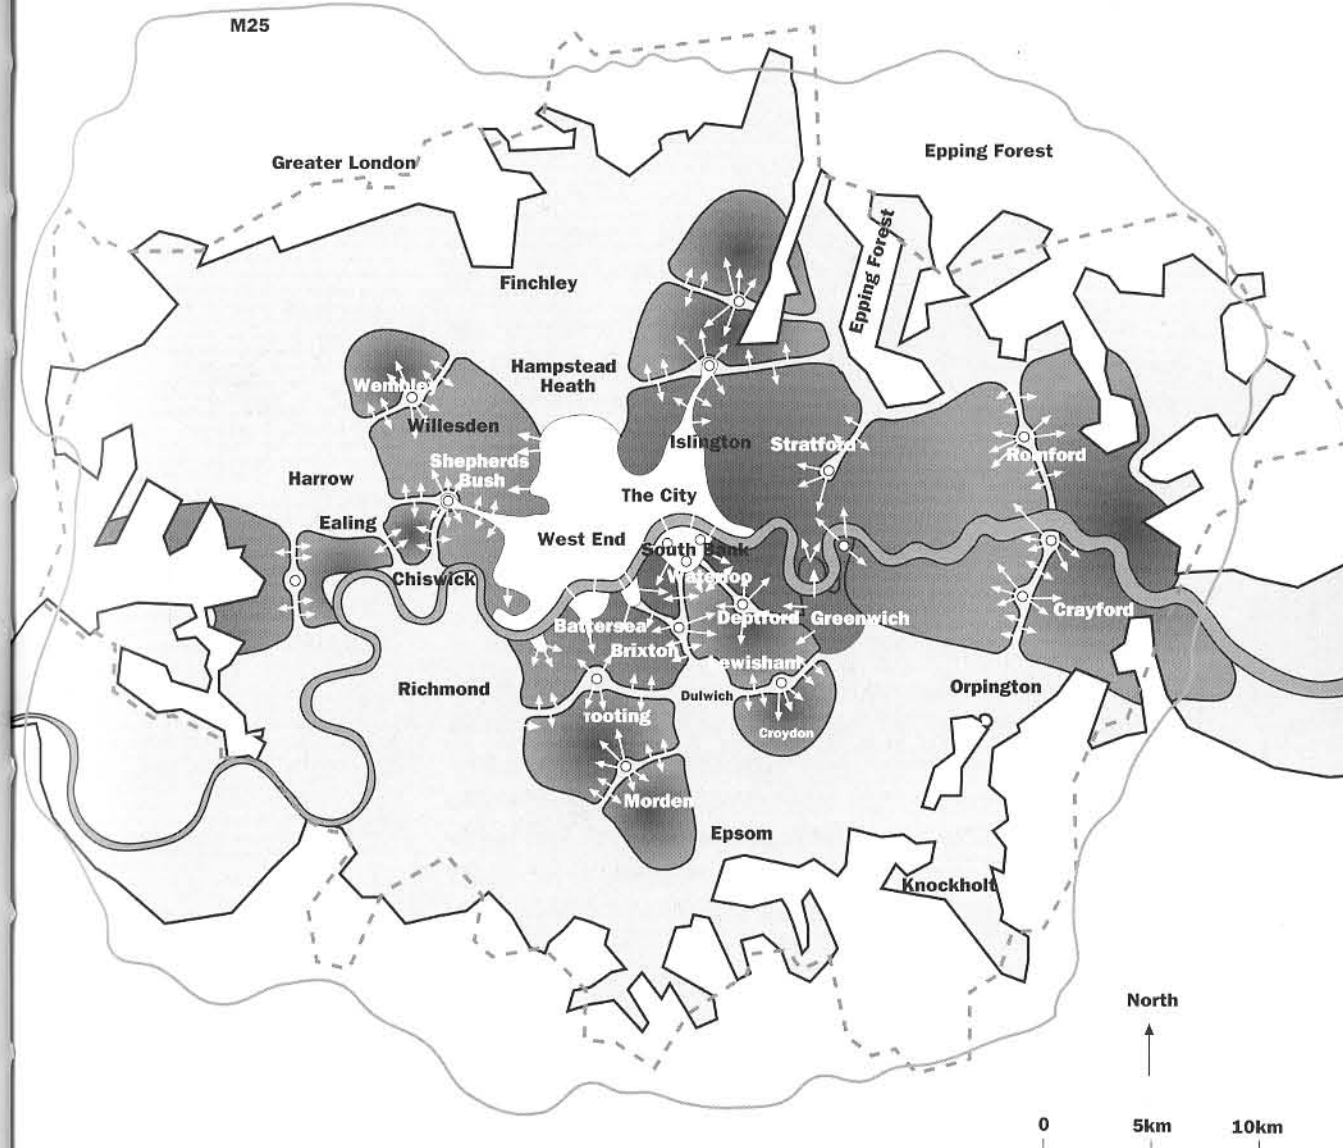 M25
Epping Forest
Greater London
Epping Forest
Finchley
Hampstead
Heath
Wembley
Willesden
Islington
Stratford
Romford
Shepherds
Bush
Harrow
The City
Ealing
West End
South Bank
Waterloo
Chiswick
Battersea
Deptford
Greenwich
Crayford
Brixton
Lewisham
Richmond
Dulwich
Orpington
Tooting
Croydon
Morden
Epsom
Knockholt
North
0 5km 10km